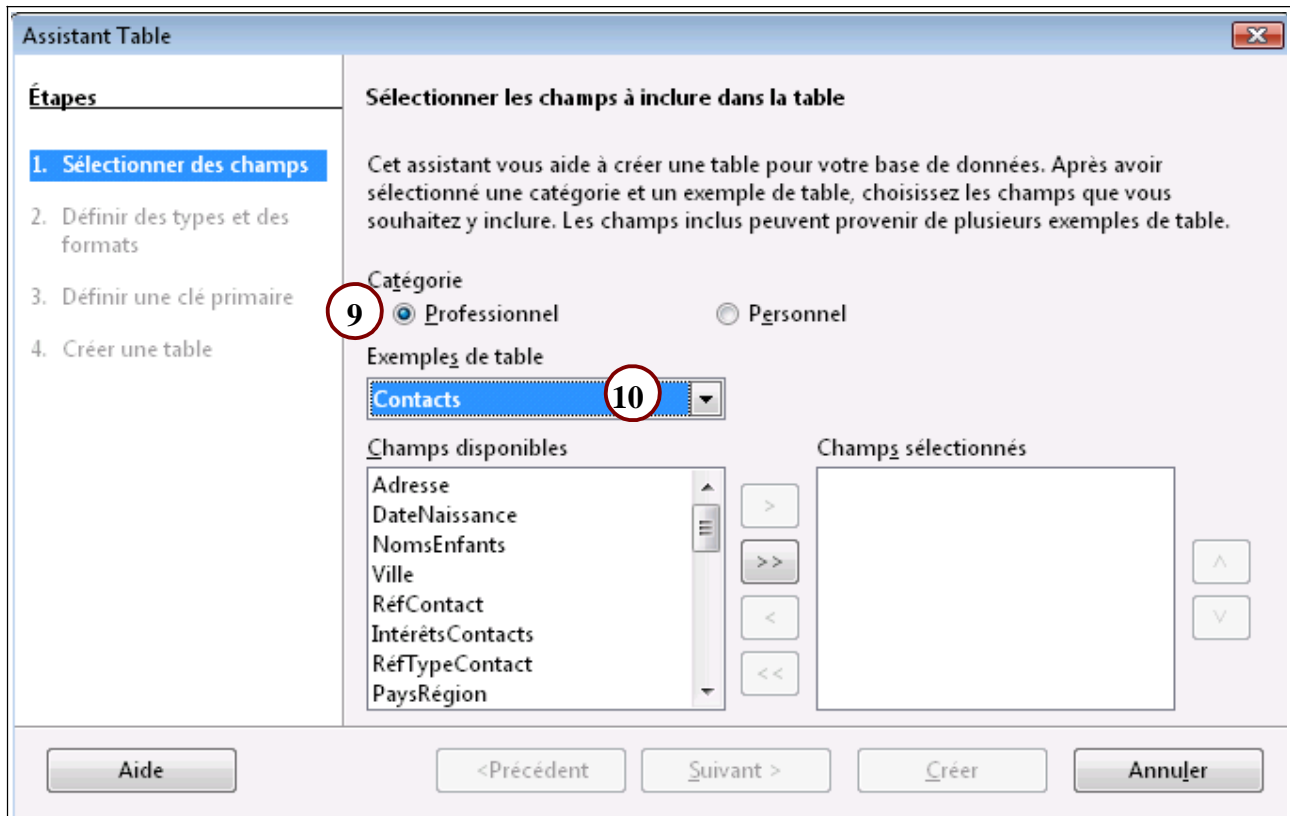 Assistant Table
Étapes
1. Sélectionner des champs
2. Définir des types et des
formats
3. Définir une clé primaire
4. Créer une table
Sélectionner les champs à inclure dans la table
Cet assistant vous aide à créer une table pour votre base de données. Après avoir
sélectionné une catégorie et un exemple de table, choisissez les champs que vous
souhaitez y inclure. Les champs inclus peuvent provenir de plusieurs exemples de table.
Catégorie
9 Professionnel Personnel
Exemples de table
Contacts 10
Champs disponibles Champs sélectionnés
Adresse
DateNaissance
NomsEnfants
Ville
RéfContact
IntérêtsContacts
RéfTypeContact
PaysRégion
>
>>
<
<<
Aide <Précédent Suivant > Créer Annuler